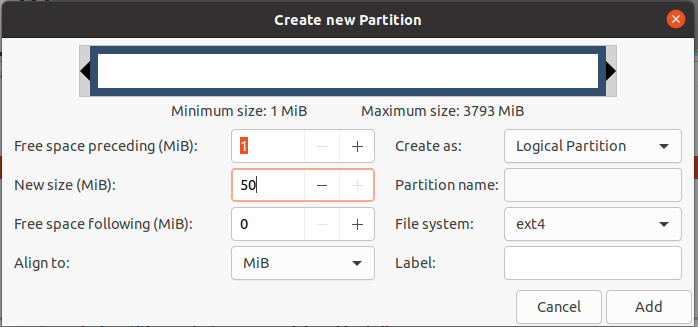 Create new Partition
Minimum size: 1 MiB Maximum size: 3793 MiB
Free space preceding (MiB): 1 Create as: Logical Partition
New size (MiB): 50 Partition name:
Free space following (MiB): 0 File system: ext4
Align to: MiB Label:
Cancel Add